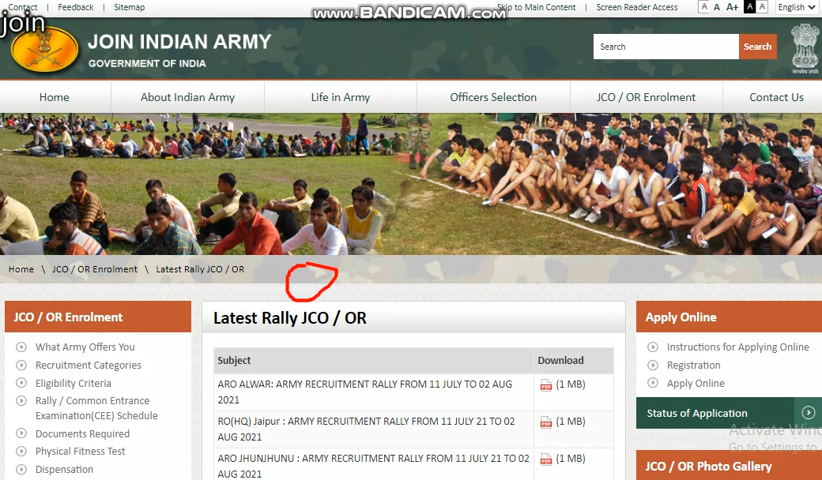 Contact | Feedback | Sitemap
join
WWW.BANDICAM.COM
Skip to Main Content | Screen Reader Access | A A A+ A A English
JOIN INDIAN ARMY
GOVERNMENT OF INDIA
Search Search
Home About Indian Army Life in Army Officers Selection JCO / OR Enrolment Contact Us
Home \ JCO / OR Enrolment \ Latest Rally JCO / OR
JCO / OR Enrolment
What Army Offers You
Recruitment Categories
Eligibility Criteria
Rally / Common Entrance
Examination(CEE) Schedule
Documents Required
Physical Fitness Test
Dispensation
Latest Rally JCO / OR
Subject Download
ARO ALWAR: ARMY RECRUITMENT RALLY FROM 11 JULY TO 02 AUG (1 MB)
2021
RO(HQ) Jaipur : ARMY RECRUITMENT RALLY FROM 11 JULY 21 TO 02 (1 MB)
AUG 2021
ARO JHUNJHUNU : ARMY RECRUITMENT RALLY FROM 11 JULY 21 TO 02 (1 MB)
AUG 2021
Apply Online
Instructions for Applying Online
Registration
Apply Online
Status of Application
Activate Wind
Go to Settings to
JCO / OR Photo Gallery